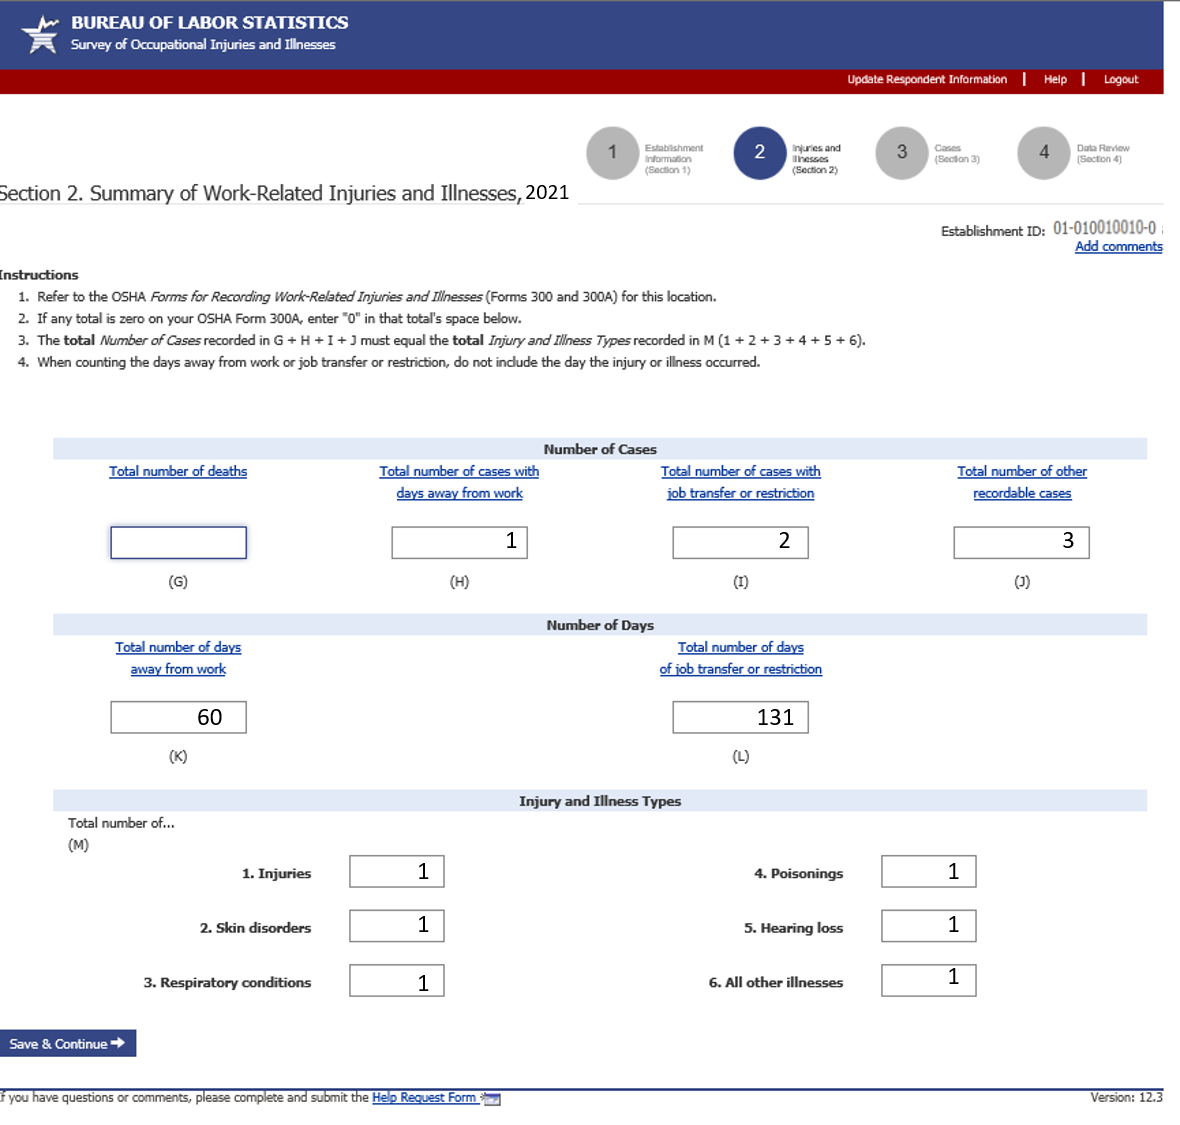 BUREAU OF LABOR STATISTICS
Survey of Occupational Injuries and Illnesses
Update Respondent Information | Help | Logout
1 Establishment Information (Section 1)
2 Injuries and Illnesses (Section 2)
3 Cases (Section 3)
4 Data Review (Section 4)
Section 2. Summary of Work-Related Injuries and Illnesses, 2021
Establishment ID: 01-010010010-0
Add comments
Instructions
1. Refer to the OSHA Forms for Recording Work-Related Injuries and Illnesses (Forms 300 and 300A) for this location.
2. If any total is zero on your OSHA Form 300A, enter "0" in that total's space below.
3. The total Number of Cases recorded in G + H + I + J must equal the total Injury and Illness Types recorded in M (1 + 2 + 3 + 4 + 5 + 6).
4. When counting the days away from work or job transfer or restriction, do not include the day the injury or illness occurred.
Number of Cases
Total number of deaths
(G)
Total number of cases with
days away from work
1
(H)
Total number of cases with
job transfer or restriction
2
(I)
Total number of other
recordable cases
3
(J)
Number of Days
Total number of days
away from work
60
(K)
Total number of days
of job transfer or restriction
131
(L)
Injury and Illness Types
Total number of...
(M)
1. Injuries 1
2. Skin disorders 1
3. Respiratory conditions 1
4. Poisonings 1
5. Hearing loss 1
6. All other illnesses 1
Save & Continue
If you have questions or comments, please complete and submit the Help Request Form
Version: 12.3